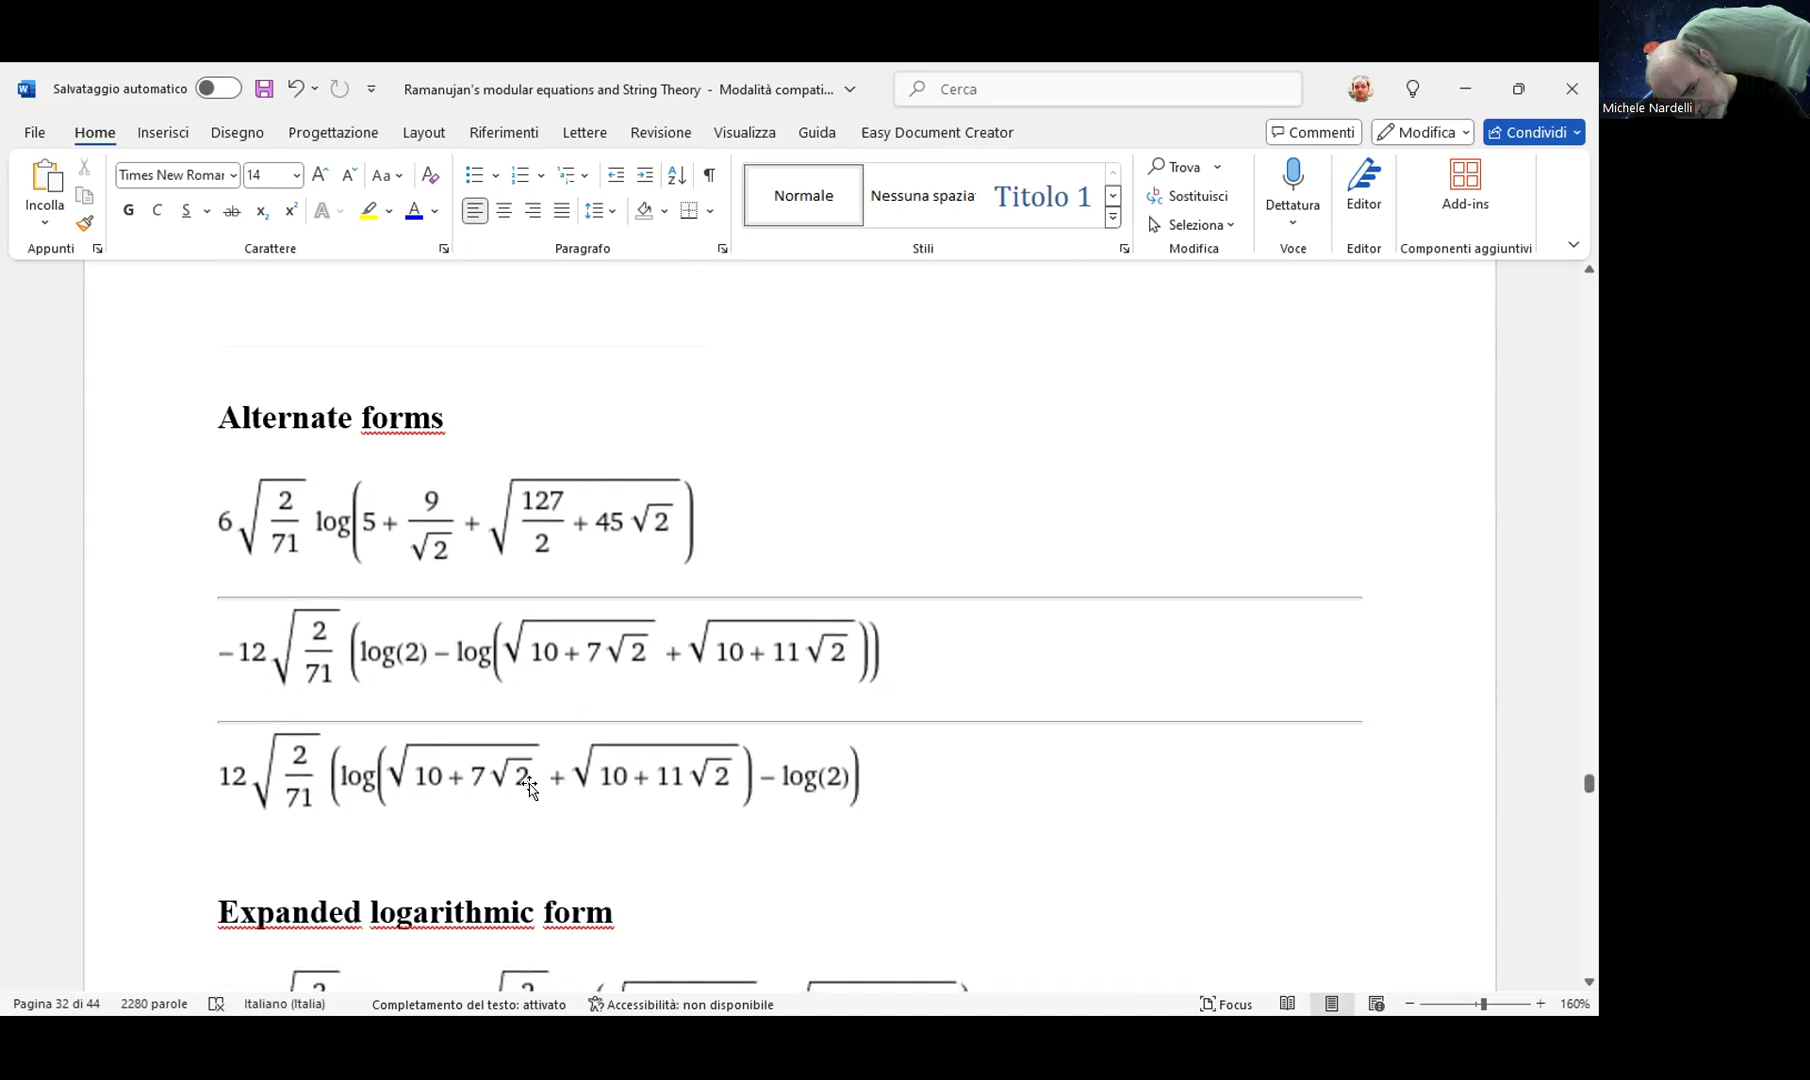 Salvataggio automatico
Ramanujan's modular equations and String Theory - Modalità compati...
Cerca
Michele Nardelli
File Home Inserisci Disegno Progettazione Layout Riferimenti Lettere Revisione Visualizza Guida Easy Document Creator
Commenti Modifica Condividi
Incolla
Times New Romar 14
Normale
Nessuna spazia
Titolo 1
Trova
Sostituisci
Seleziona
Dettatura
Editor
Add-ins
Appunti Carattere Paragrafo Stili Modifica Voce Editor Componenti aggiuntivi
Alternate forms
6 √(2/71) log(5 + 9/√2 + √(127/2 + 45 √2))
−12 √(2/71) (log(2) − log(√(10 + 7 √2) + √(10 + 11 √2)))
12 √(2/71) (log(√(10 + 7 √2) + √(10 + 11 √2)) − log(2))
Expanded logarithmic form
Pagina 32 di 44 2280 parole Italiano (Italia) Completamento del testo: attivato Accessibilità: non disponibile Focus 160%